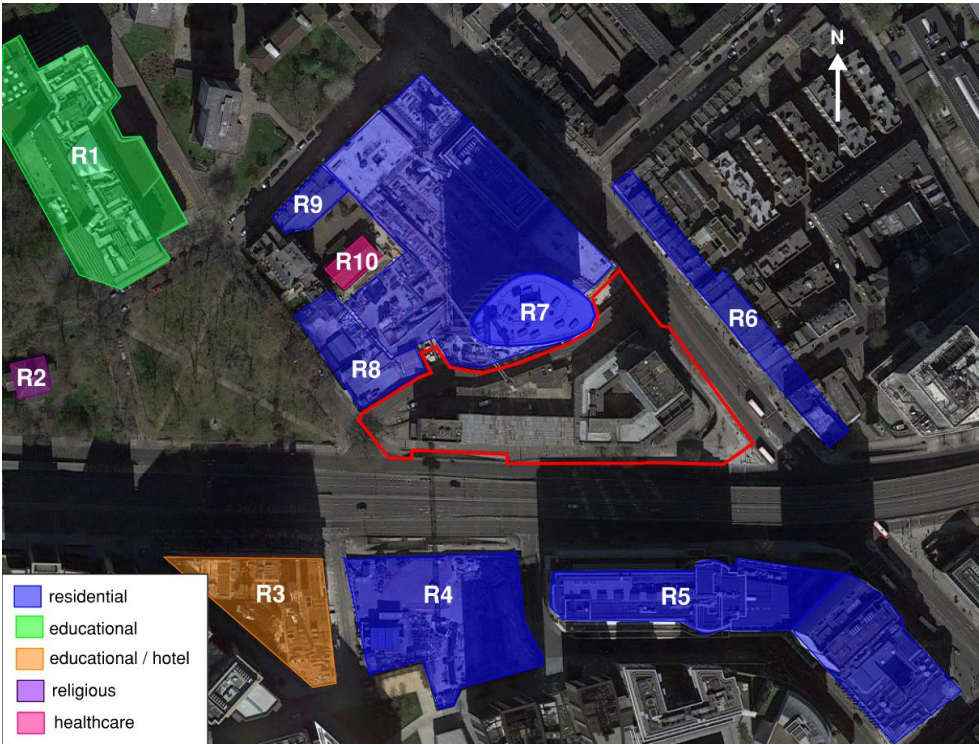 N
R1
R9
R10
R7
R6
R8
R2
R3
R4
R5
residential
educational
educational / hotel
religious
healthcare